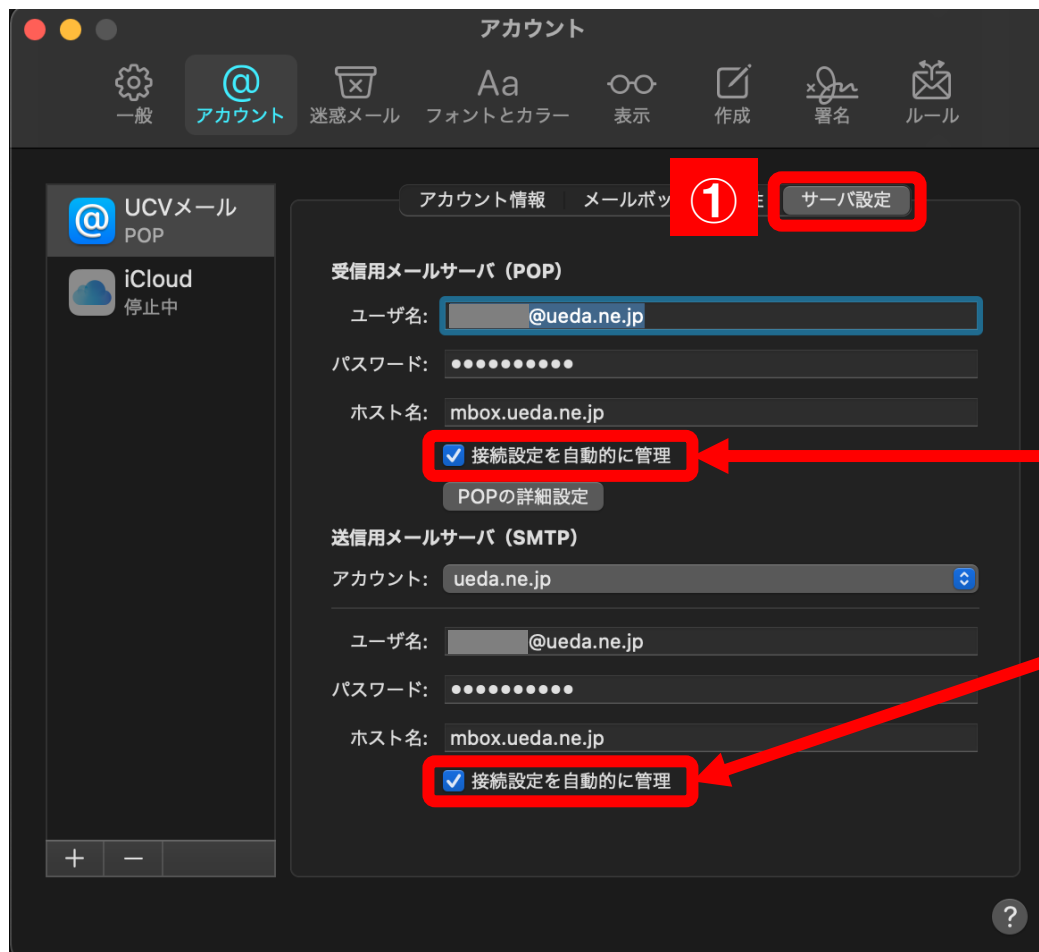 アカウント
一般
アカウント
迷惑メール
Aa
フォントとカラー
表示
作成
署名
ルール
UCVメール
POP
iCloud
停止中
アカウント情報
メールボッ
①
サーバ設定
受信用メールサーバ（POP）
ユーザ名: @ueda.ne.jp
パスワード: ●●●●●●●●●●
ホスト名: mbox.ueda.ne.jp
接続設定を自動的に管理
POPの詳細設定
送信用メールサーバ（SMTP）
アカウント: ueda.ne.jp
ユーザ名: @ueda.ne.jp
パスワード: ●●●●●●●●●●
ホスト名: mbox.ueda.ne.jp
接続設定を自動的に管理
+ −
?